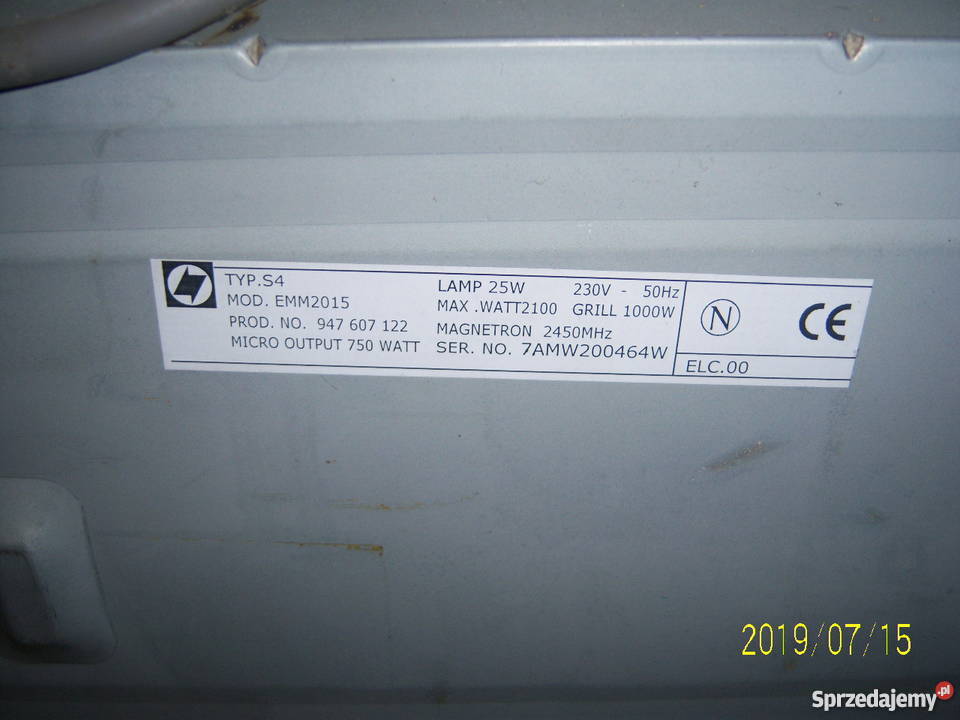 TYP.S4
MOD. EMM2015
PROD. NO. 947 607 122
MICRO OUTPUT 750 WATT
LAMP 25W 230V - 50Hz
MAX .WATT2100 GRILL 1000W
MAGNETRON 2450MHz
SER. NO. 7AMW200464W
N
CE
ELC.00
2019/07/15
Sprzedajemy.pl